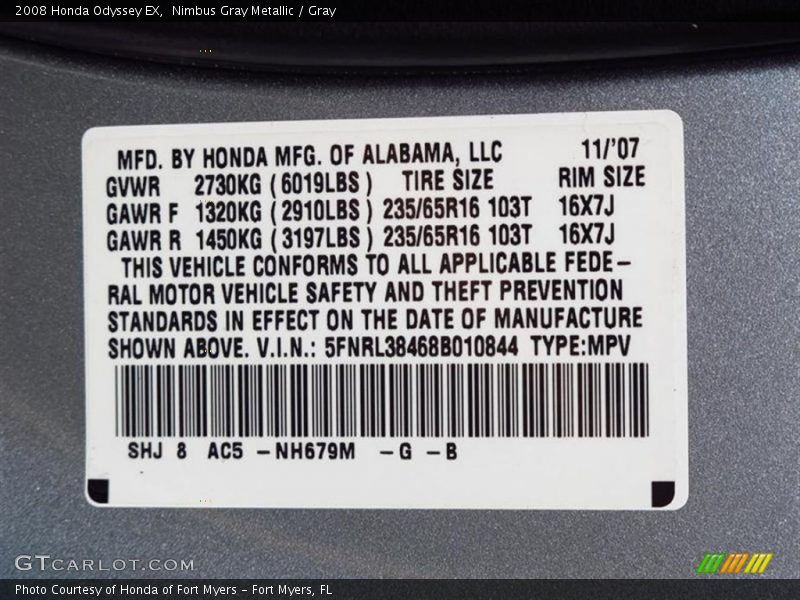 2008 Honda Odyssey EX, Nimbus Gray Metallic / Gray
MFD. BY HONDA MFG. OF ALABAMA, LLC 11/'07
GVWR 2730KG (6019LBS) TIRE SIZE RIM SIZE
GAWR F 1320KG (2910LBS) 235/65R16 103T 16X7J
GAWR R 1450KG (3197LBS) 235/65R16 103T 16X7J
THIS VEHICLE CONFORMS TO ALL APPLICABLE FEDE-
RAL MOTOR VEHICLE SAFETY AND THEFT PREVENTION
STANDARDS IN EFFECT ON THE DATE OF MANUFACTURE
SHOWN ABOVE. V.I.N.: 5FNRL38468B010844 TYPE:MPV
SHJ 8 AC5 -NH679M -G -B
GTCARLOT.COM
Photo Courtesy of Honda of Fort Myers - Fort Myers, FL